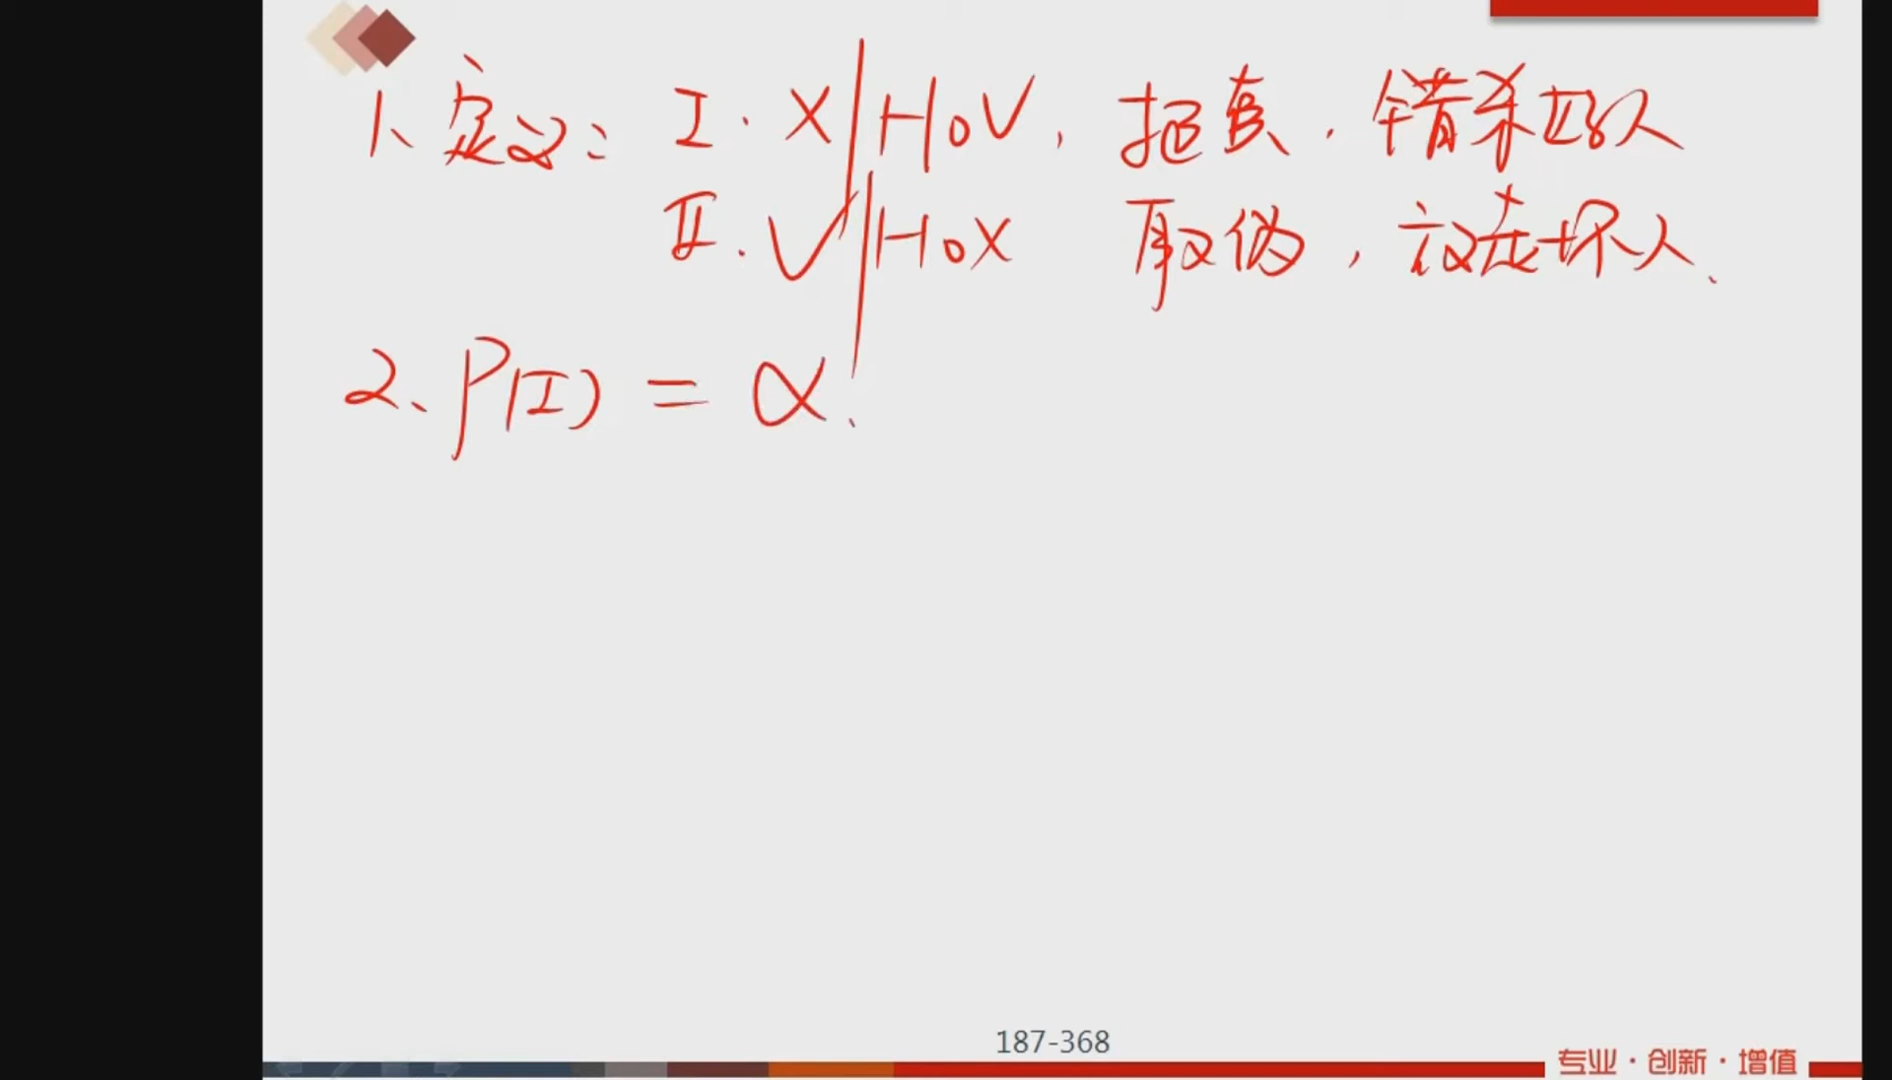 1、定义: I. X/H0√, 拒真. 错杀好人
II. √/H0X 取伪, 放走坏人.
2、P(I) = α.
187-368
专业·创新·增值